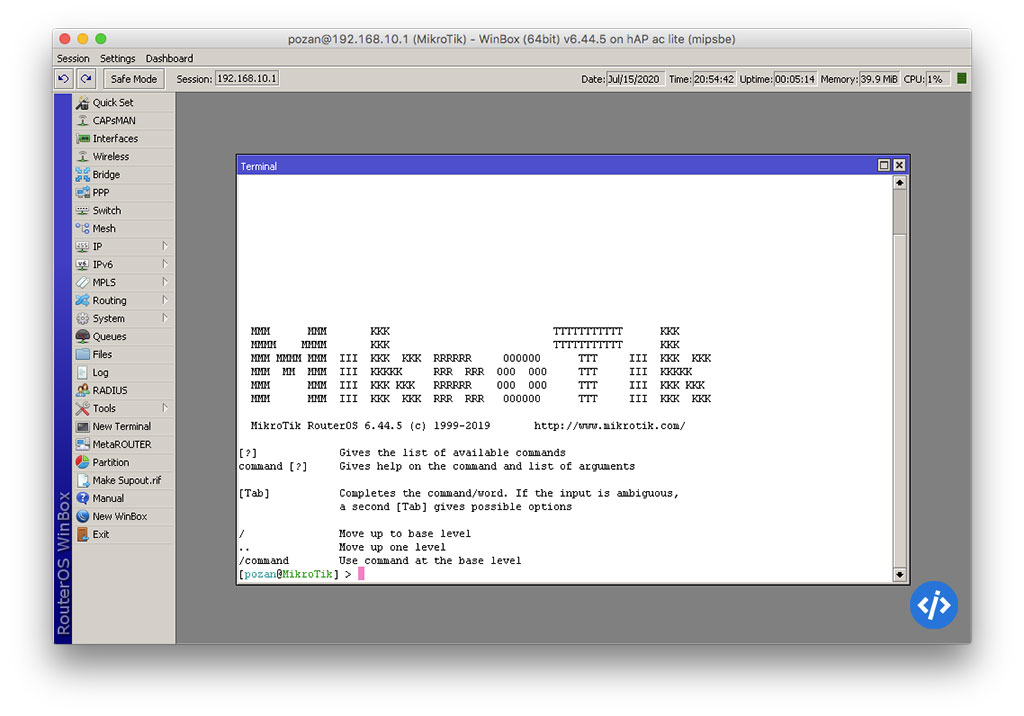 pozan@192.168.10.1 (MikroTik) - WinBox (64bit) v6.44.5 on hAP ac lite (mipsbe)
Session Settings Dashboard
Safe Mode Session: 192.168.10.1 Date: Jul/15/2020 Time: 20:54:42 Uptime: 00:05:14 Memory: 39.9 MiB CPU: 1%
Quick Set
CAPsMAN
Interfaces
Wireless
Bridge
PPP
Switch
Mesh
IP
IPv6
MPLS
Routing
System
Queues
Files
Log
RADIUS
Tools
New Terminal
MetaROUTER
Partition
Make Supout.rif
Manual
New WinBox
Exit
RouterOS WinBox
Terminal
  MMM      MMM       KKK                          TTTTTTTTTTT      KKK
  MMMM    MMMM       KKK                          TTTTTTTTTTT      KKK
  MMM MMMM MMM  III  KKK  KKK  RRRRRR     OOOOOO      TTT     III  KKK  KKK
  MMM  MM  MMM  III  KKKKK     RRR  RRR  OOO  OOO     TTT     III  KKKKK
  MMM      MMM  III  KKK KKK   RRRRRR    OOO  OOO     TTT     III  KKK KKK
  MMM      MMM  III  KKK  KKK  RRR  RRR   OOOOOO      TTT     III  KKK  KKK
MikroTik RouterOS 6.44.5 (c) 1999-2019       http://www.mikrotik.com/
[?]             Gives the list of available commands
command [?]     Gives help on the command and list of arguments
[Tab]           Completes the command/word. If the input is ambiguous,
                a second [Tab] gives possible options
/               Move up to base level
..              Move up one level
/command        Use command at the base level
[pozan@MikroTik] >